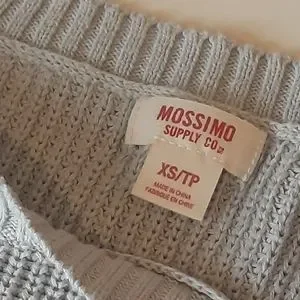 MOSSIMO
SUPPLY CO.
XS/TP
MADE IN CHINA
FABRIQUÉ EN CHINE